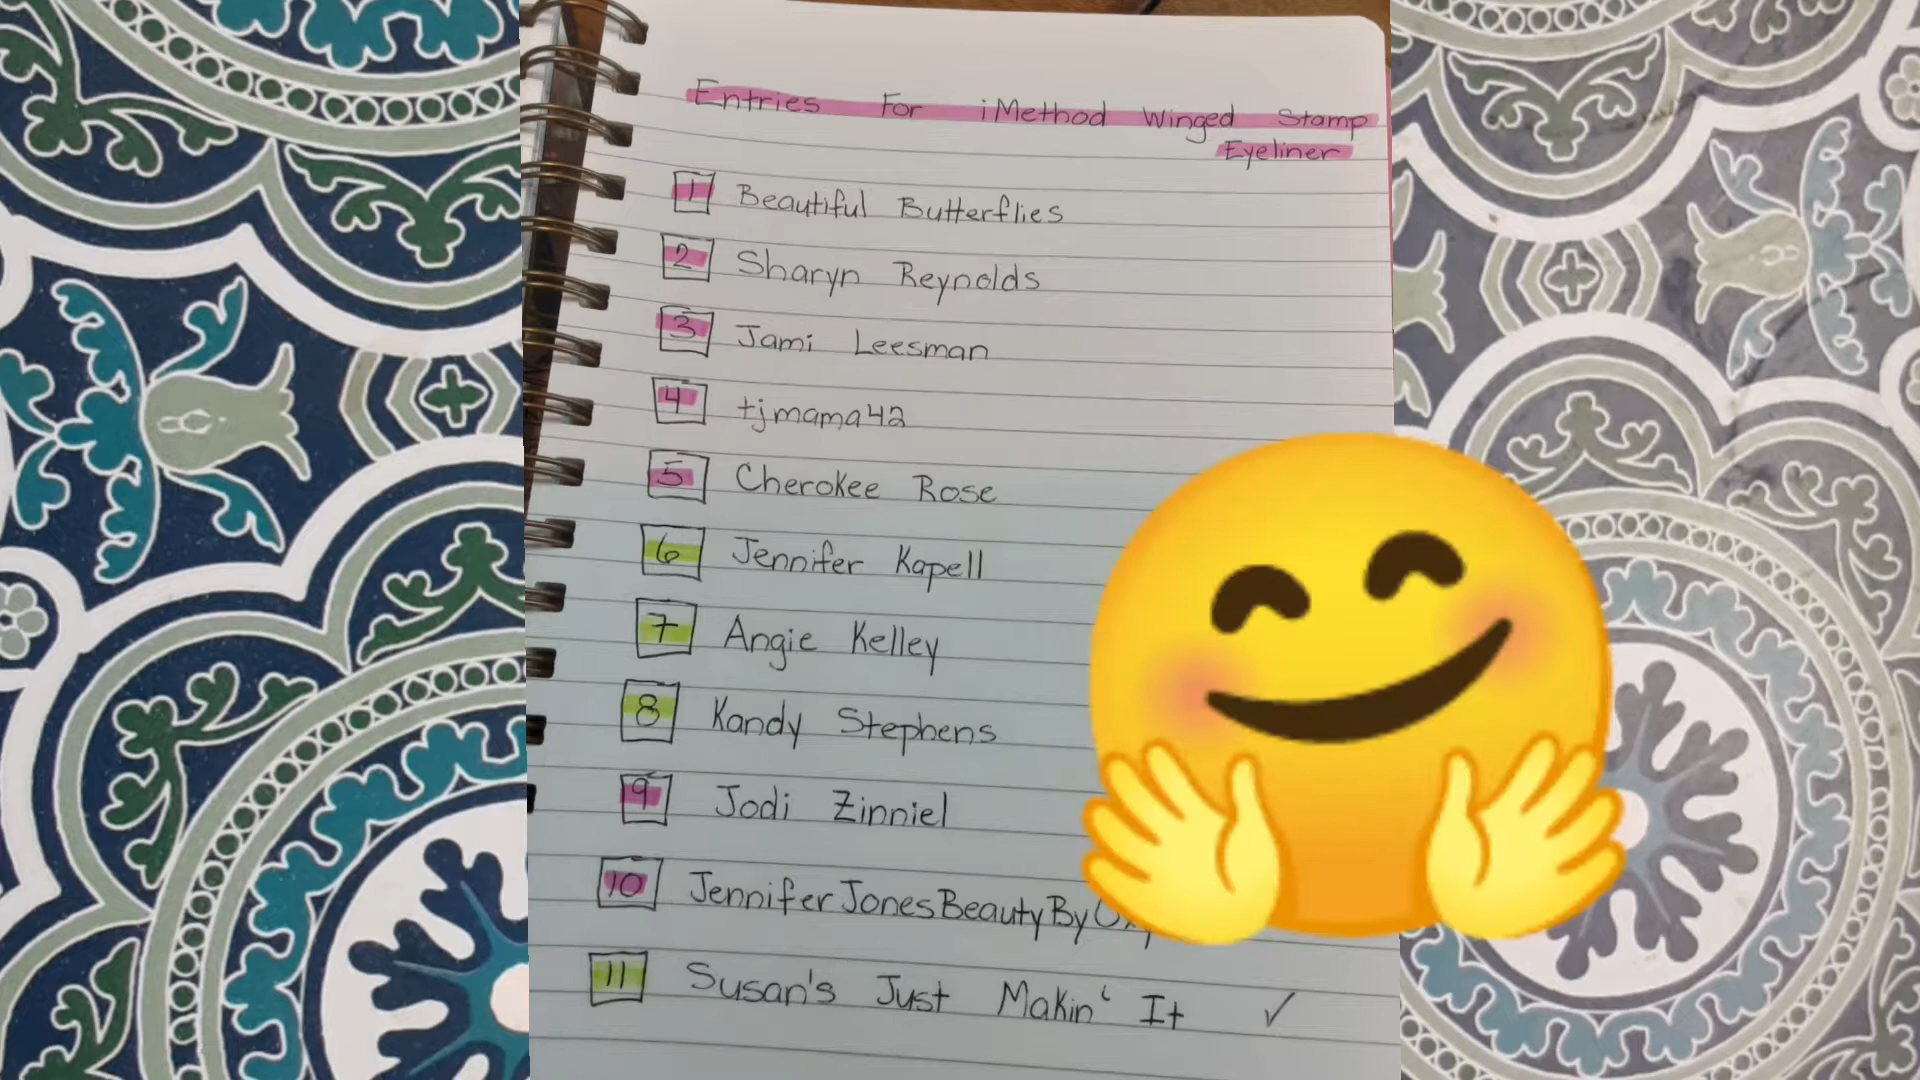 Entries For iMethod Winged Stamp
Eyeliner
1 Beautiful Butterflies
2 Sharyn Reynolds
3 Jami Leesman
4 tjmama42
5 Cherokee Rose
6 Jennifer Kapell
7 Angie Kelley
8 Kandy Stephens
9 Jodi Zinniel
10
11 Susan's Just Makin' It ✓